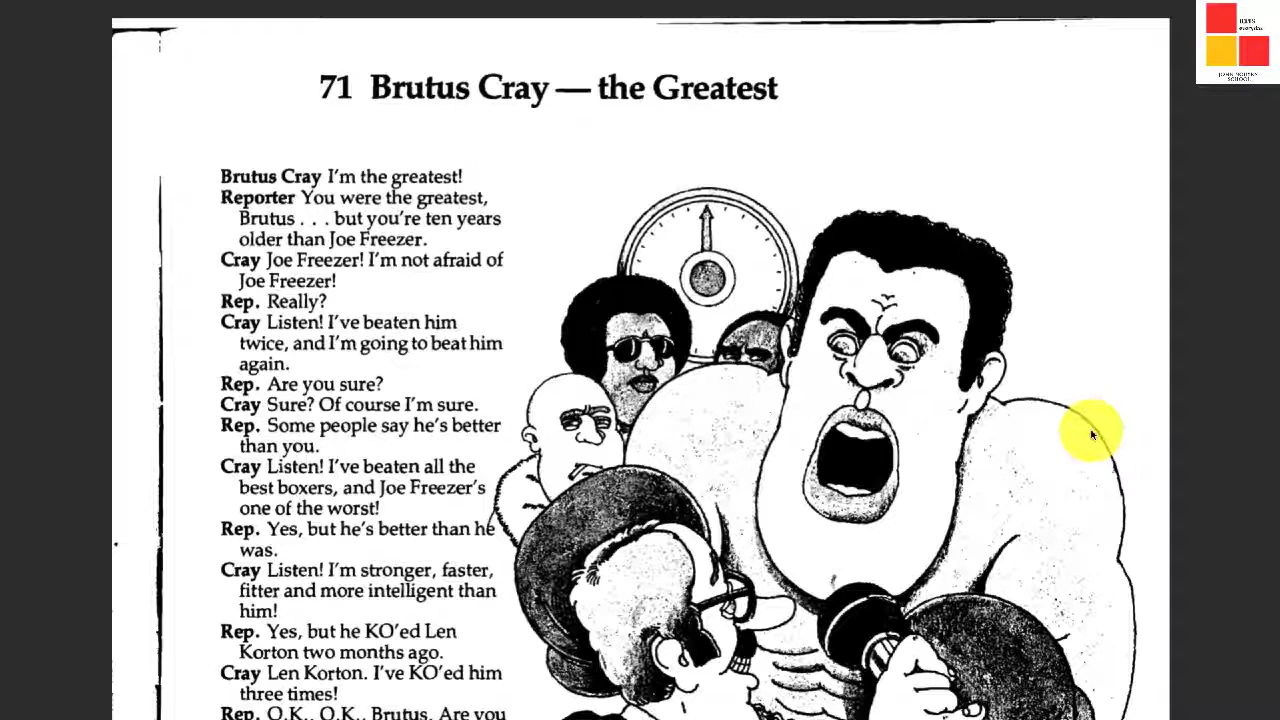 71 Brutus Cray — the Greatest
Brutus Cray I'm the greatest!
Reporter You were the greatest,
Brutus . . . but you're ten years
older than Joe Freezer.
Cray Joe Freezer! I'm not afraid of
Joe Freezer!
Rep. Really?
Cray Listen! I've beaten him
twice, and I'm going to beat him
again.
Rep. Are you sure?
Cray Sure? Of course I'm sure.
Rep. Some people say he's better
than you.
Cray Listen! I've beaten all the
best boxers, and Joe Freezer's
one of the worst!
Rep. Yes, but he's better than he
was.
Cray Listen! I'm stronger, faster,
fitter and more intelligent than
him!
Rep. Yes, but he KO'ed Len
Korton two months ago.
Cray Len Korton. I've KO'ed him
three times!
Rep. O.K., O.K., Brutus. Are you
SCHOOL